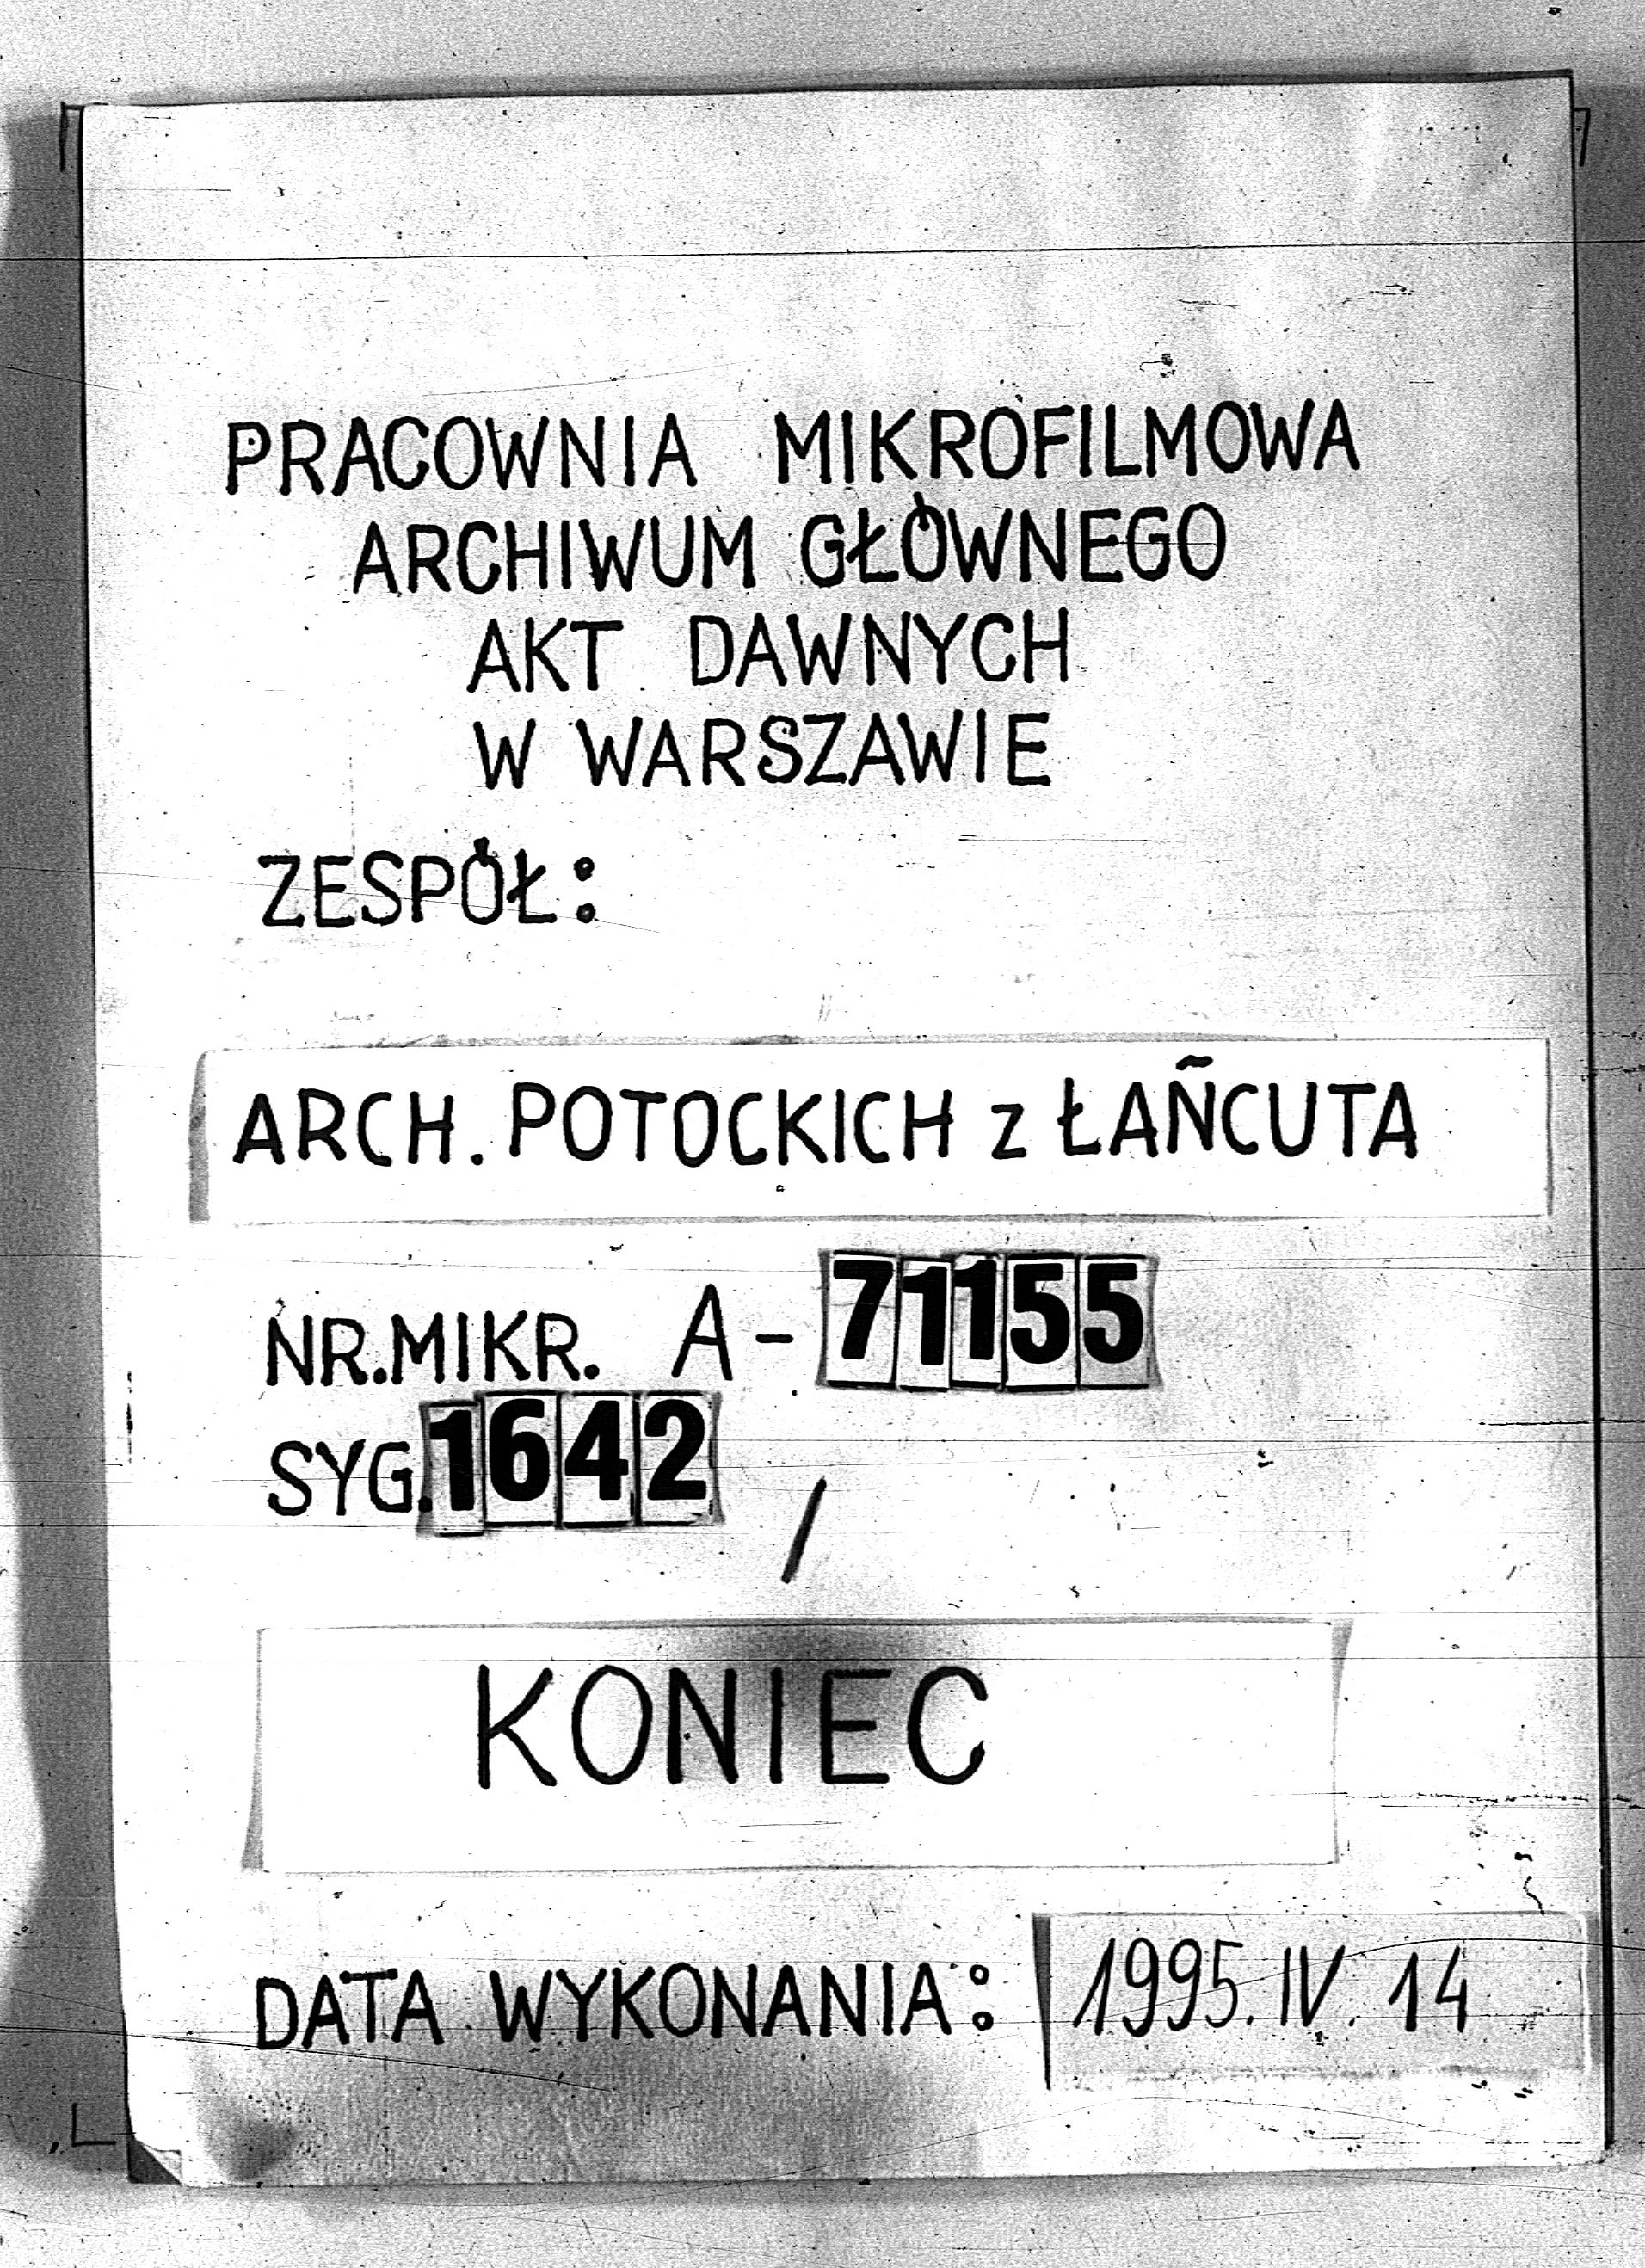 PRACOWNIA MIKROFILMOWA
ARCHIWUM GŁÓWNEGO
AKT DAWNYCH
W WARSZAWIE
ZESPÓŁ:
ARCH. POTOCKICH z ŁAŃCUTA
NR.MIKR. A-71155
SYG.1642 /
KONIEC
DATA WYKONANIA: 1995.IV.14